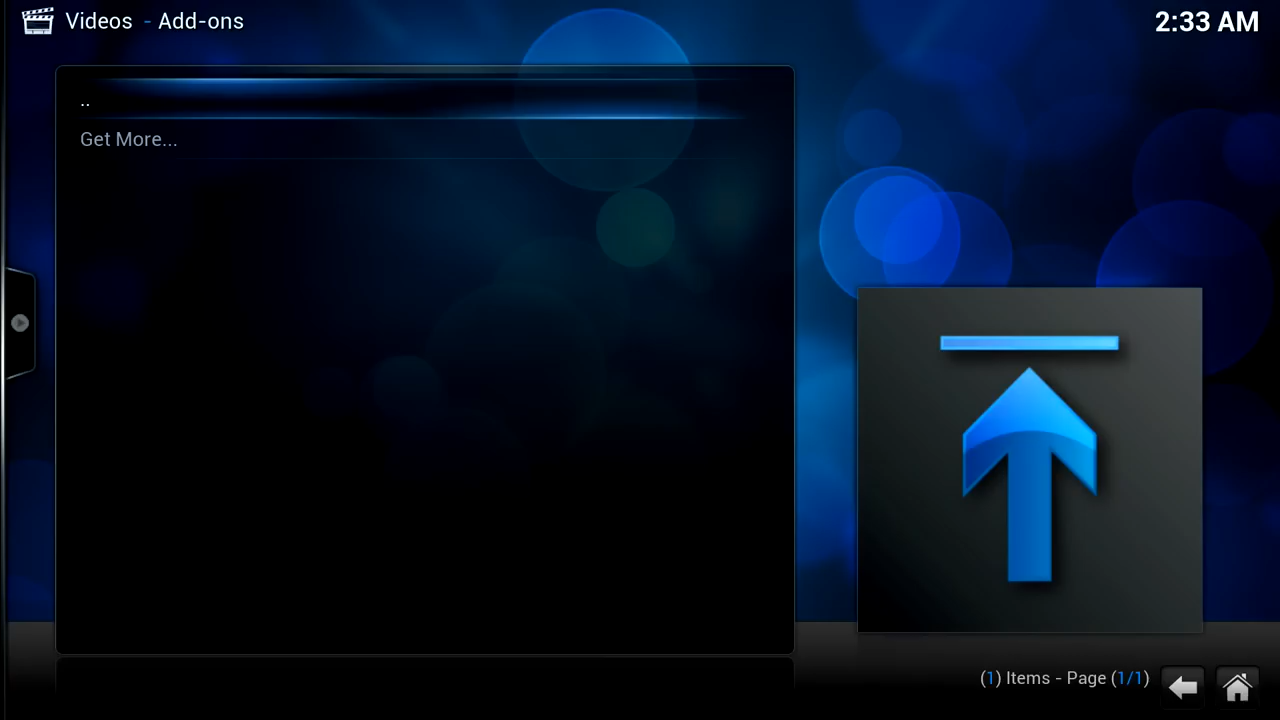 Videos - Add-ons
2:33 AM
..
Get More...
(1) Items - Page (1/1)